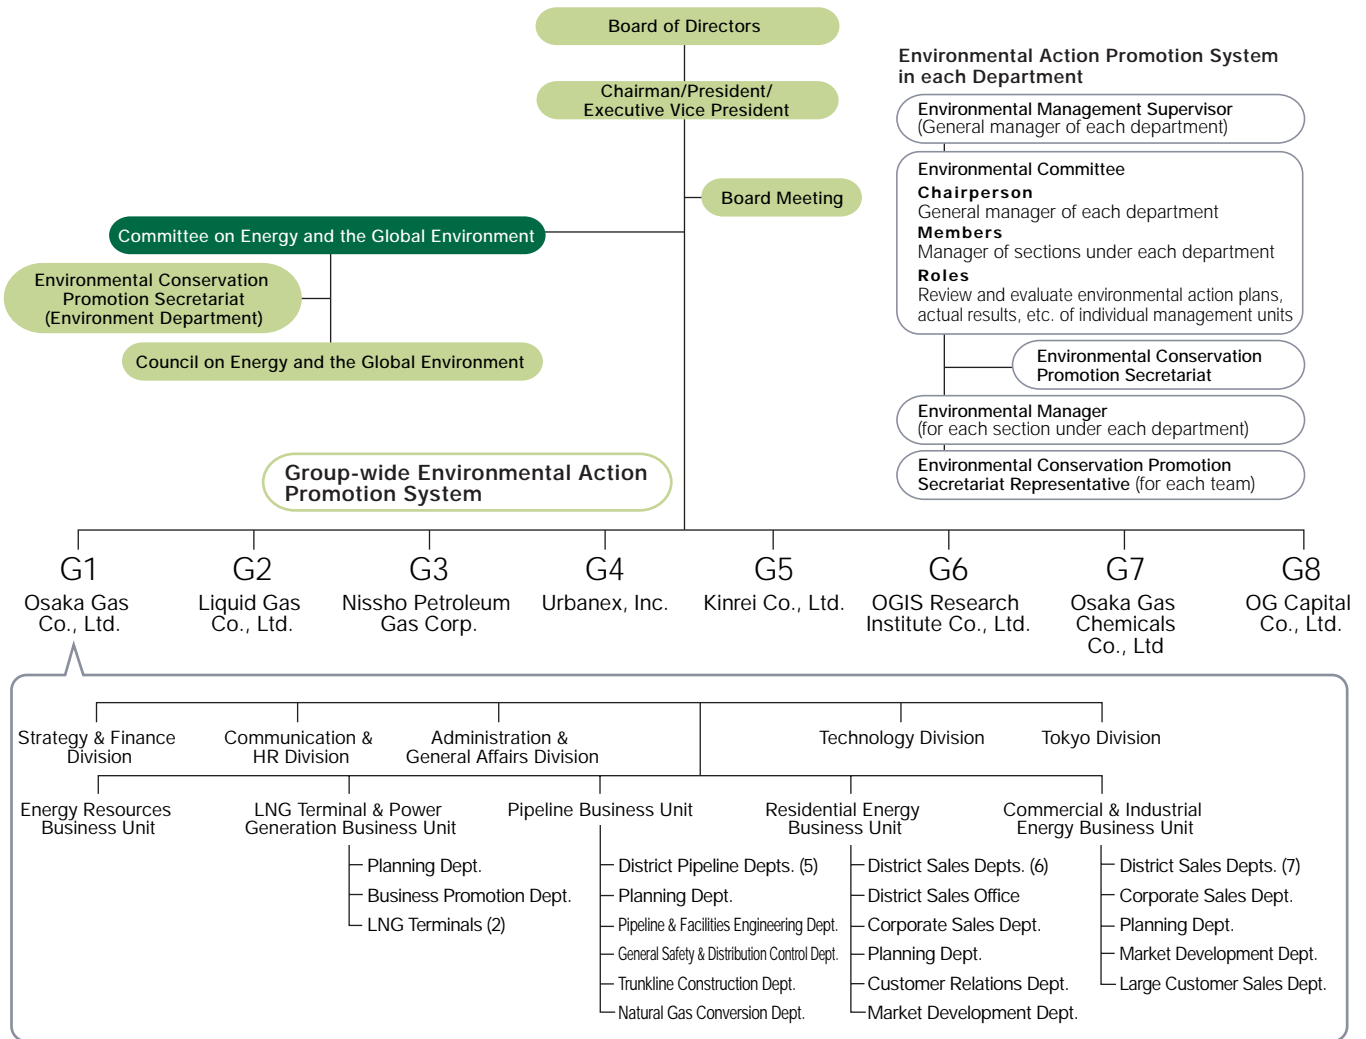 Board of Directors
Chairman/President/
Executive Vice President
Board Meeting
Committee on Energy and the Global Environment
Environmental Conservation
Promotion Secretariat
(Environment Department)
Council on Energy and the Global Environment
Environmental Action Promotion System
in each Department
Environmental Management Supervisor
(General manager of each department)
Environmental Committee
Chairperson
General manager of each department
Members
Manager of sections under each department
Roles
Review and evaluate environmental action plans,
actual results, etc. of individual management units
Environmental Conservation
Promotion Secretariat
Environmental Manager
(for each section under each department)
Environmental Conservation Promotion
Secretariat Representative (for each team)
Group-wide Environmental Action
Promotion System
G1
Osaka Gas
Co., Ltd.
G2
Liquid Gas
Co., Ltd.
G3
Nissho Petroleum
Gas Corp.
G4
Urbanex, Inc.
G5
Kinrei Co., Ltd.
G6
OGIS Research
Institute Co., Ltd.
G7
Osaka Gas
Chemicals
Co., Ltd
G8
OG Capital
Co., Ltd.
Strategy & Finance
Division
Communication &
HR Division
Administration &
General Affairs Division
Technology Division
Tokyo Division
Energy Resources
Business Unit
LNG Terminal & Power
Generation Business Unit
Planning Dept.
Business Promotion Dept.
LNG Terminals (2)
Pipeline Business Unit
District Pipeline Depts. (5)
Planning Dept.
Pipeline & Facilities Engineering Dept.
General Safety & Distribution Control Dept.
Trunkline Construction Dept.
Natural Gas Conversion Dept.
Residential Energy
Business Unit
District Sales Depts. (6)
District Sales Office
Corporate Sales Dept.
Planning Dept.
Customer Relations Dept.
Market Development Dept.
Commercial & Industrial
Energy Business Unit
District Sales Depts. (7)
Corporate Sales Dept.
Planning Dept.
Market Development Dept.
Large Customer Sales Dept.